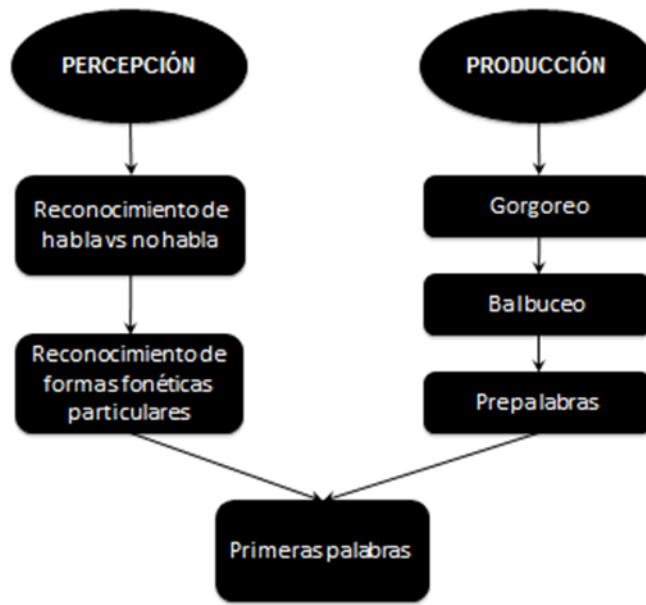 PERCEPCIÓN
Reconocimiento de
habla vs no habla
Reconocimiento de
formas fonéticas
particulares
PRODUCCIÓN
Gorgoreo
Balbuceo
Prepalabras
Primeras palabras